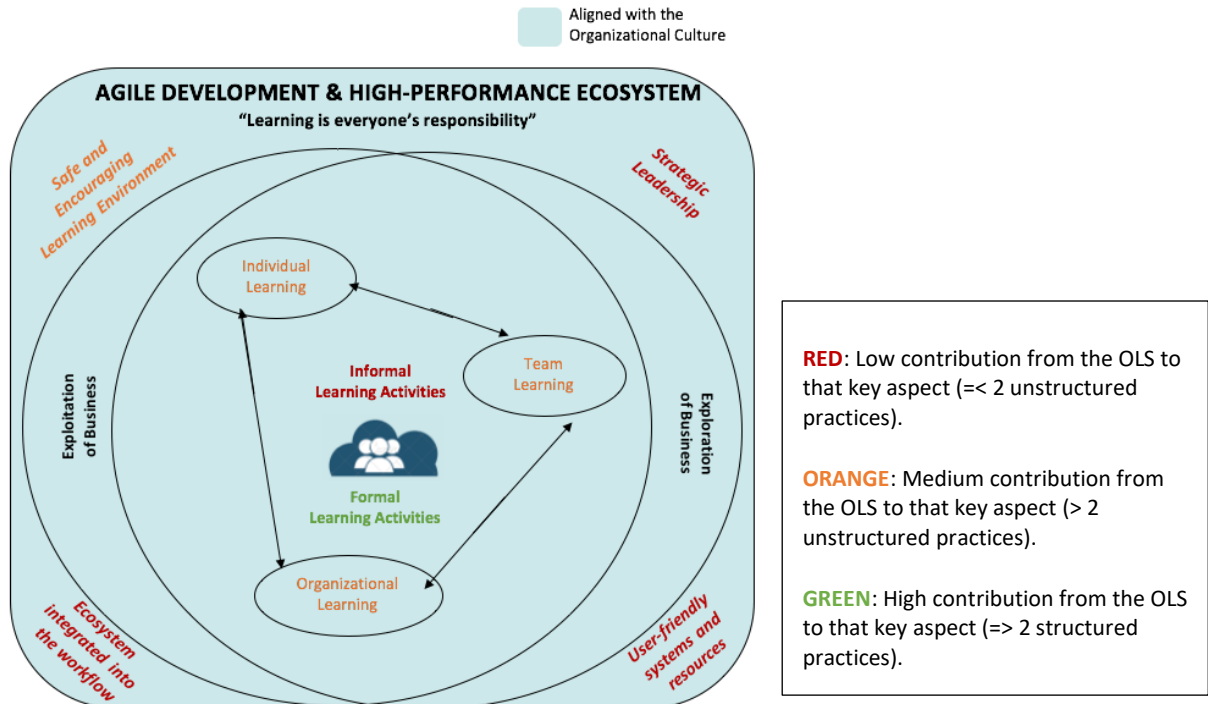 Aligned with the
Organizational Culture
AGILE DEVELOPMENT & HIGH-PERFORMANCE ECOSYSTEM
“Learning is everyone’s responsibility”
Safe and
Encouraging
Learning Environment
Strategic
Leadership
Individual
Learning
Team
Learning
Informal
Learning Activities
Exploitation
of Business
Exploration
of Business
Formal
Learning Activities
Organizational
Learning
Ecosystem
integrated into
the workflow
User-friendly
systems and
resources
RED: Low contribution from the OLS to
that key aspect (=< 2 unstructured
practices).
ORANGE: Medium contribution from
the OLS to that key aspect (> 2
unstructured practices).
GREEN: High contribution from the OLS
to that key aspect (=> 2 structured
practices).